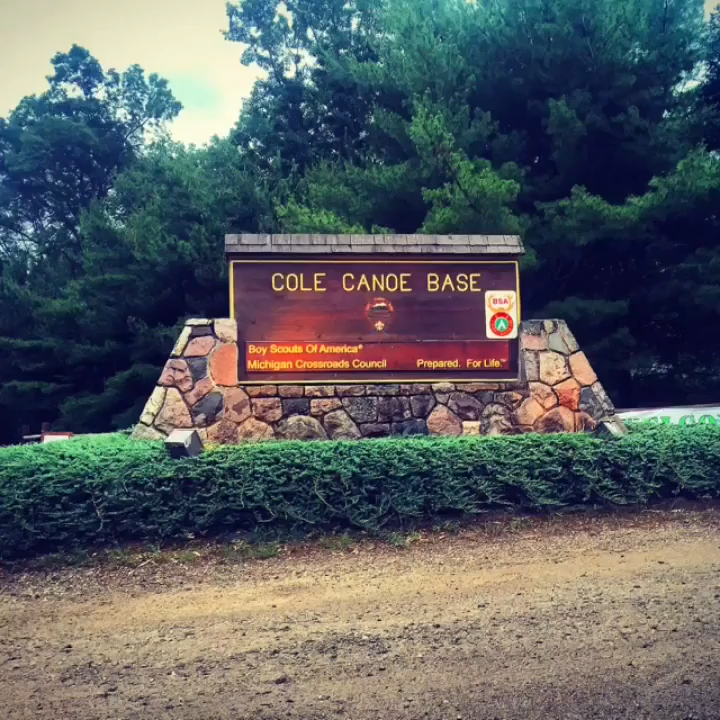 COLE CANOE BASE
BSA
Boy Scouts Of America®
Michigan Crossroads Council Prepared. For Life.™